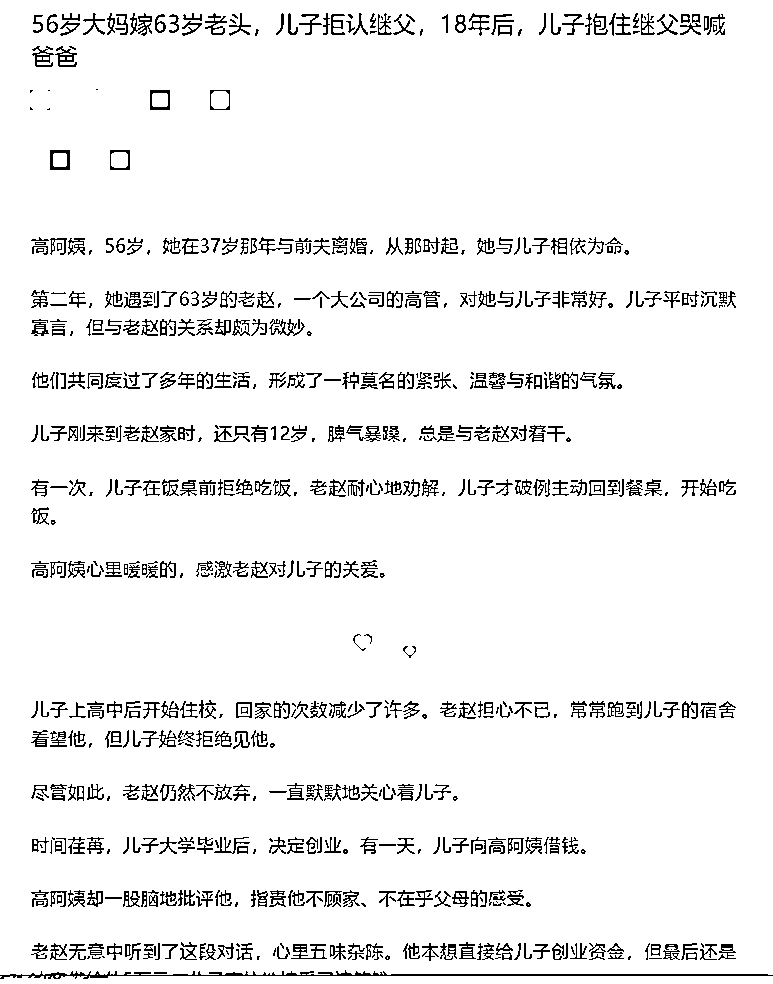 56岁大妈嫁63岁老头，儿子拒认继父，18年后，儿子抱住继父哭喊
爸爸
高阿姨，56岁，她在37岁那年与前夫离婚，从那时起，她与儿子相依为命。
第二年，她遇到了63岁的老赵，一个大公司的高管，对她与儿子非常好。儿子平时沉默
寡言，但与老赵的关系却颇为微妙。
他们共同度过了多年的生活，形成了一种莫名的紧张、温馨与和谐的气氛。
儿子刚来到老赵家时，还只有12岁，脾气暴躁，总是与老赵对着干。
有一次，儿子在饭桌前拒绝吃饭，老赵耐心地劝解，儿子才破例主动回到餐桌，开始吃
饭。
高阿姨心里暖暖的，感激老赵对儿子的关爱。
儿子上高中后开始住校，回家的次数减少了许多。老赵担心不已，常常跑到儿子的宿舍
看望他，但儿子始终拒绝见他。
尽管如此，老赵仍然不放弃，一直默默地关心着儿子。
时间荏苒，儿子大学毕业后，决定创业。有一天，儿子向高阿姨借钱。
高阿姨却一股脑地批评他，指责他不顾家、不在乎父母的感受。
老赵无意中听到了这段对话，心里五味杂陈。他本想直接给儿子创业资金，但最后还是